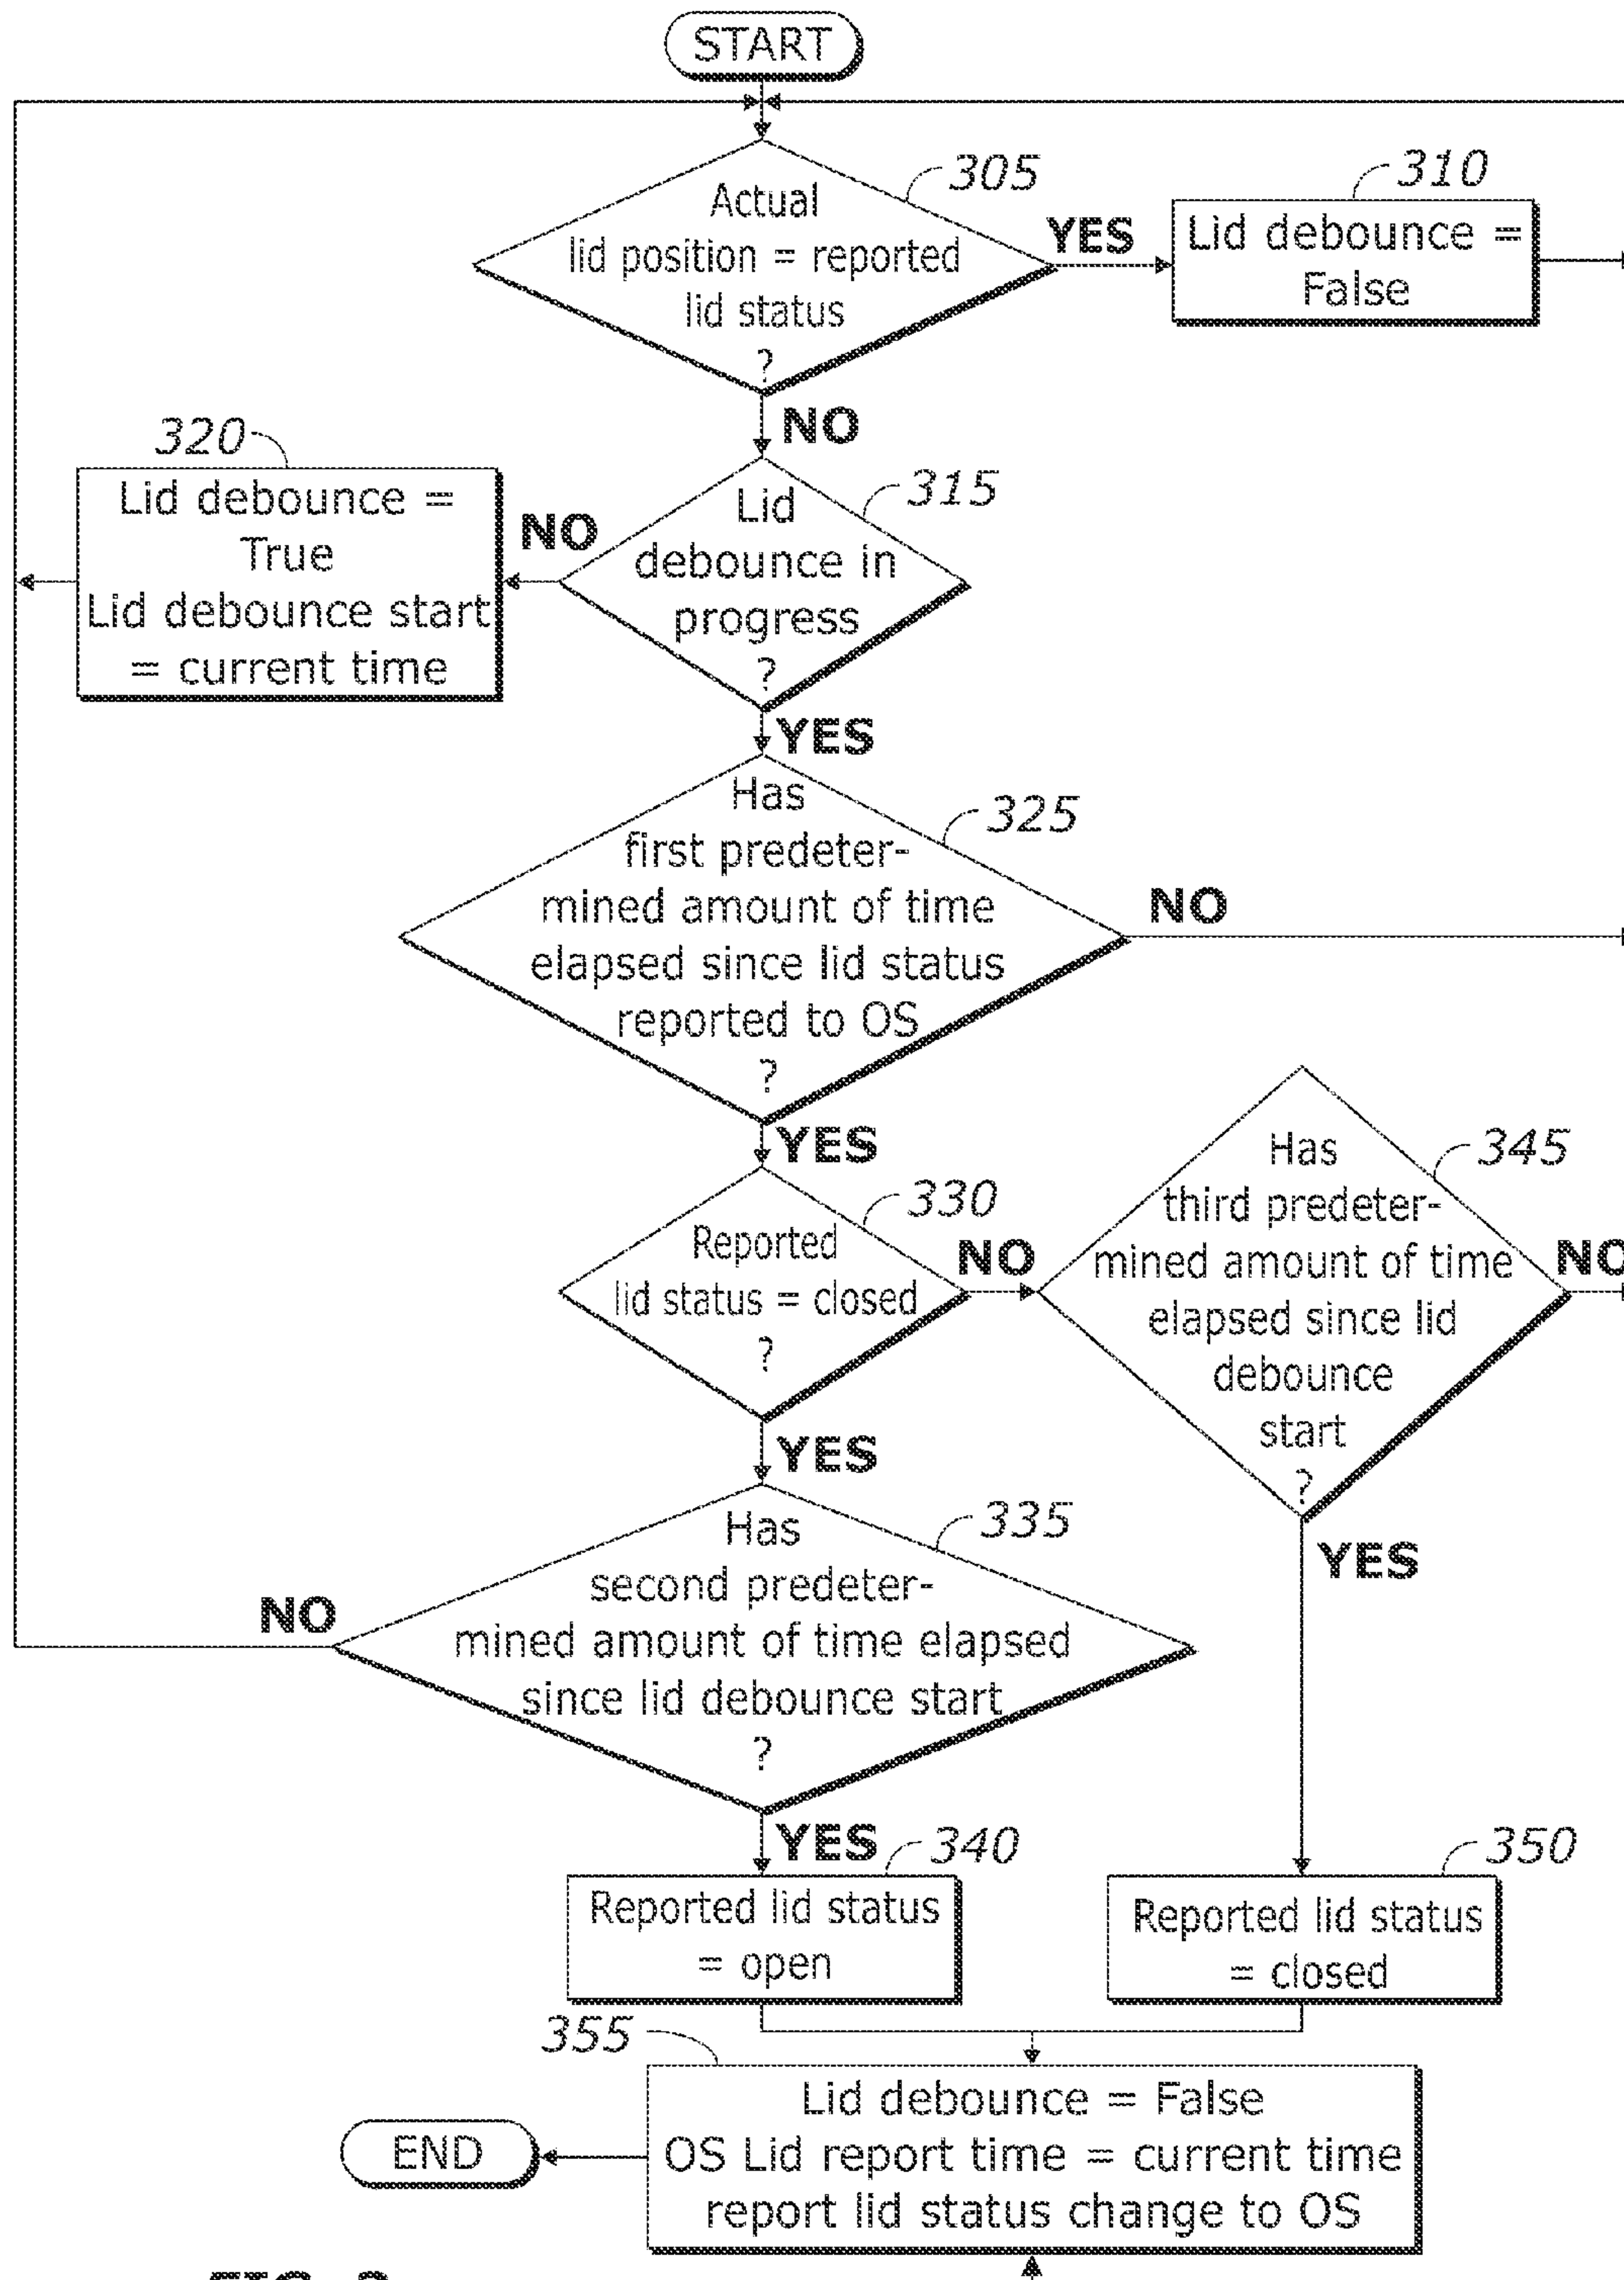 START
305
Actual
lid position = reported
lid status
?
YES
310
Lid debounce =
False
NO
320
Lid debounce =
True
Lid debounce start
= current time
NO
315
Lid
debounce in
progress
?
YES
325
Has
first predeter-
mined amount of time
elapsed since lid status
reported to OS
?
NO
YES
330
Reported
lid status = closed
?
NO
345
Has
third predeter-
mined amount of time
elapsed since lid
debounce
start
?
NO
YES
YES
335
Has
second predeter-
mined amount of time elapsed
since lid debounce start
?
NO
YES
340
Reported lid status
= open
350
Reported lid status
= closed
355
Lid debounce = False
OS Lid report time = current time
report lid status change to OS
END